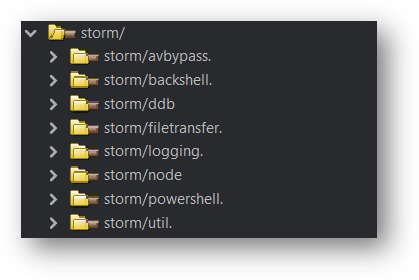 storm/
storm/avbypass.
storm/backshell.
storm/ddb
storm/filetransfer.
storm/logging.
storm/node
storm/powershell.
storm/util.